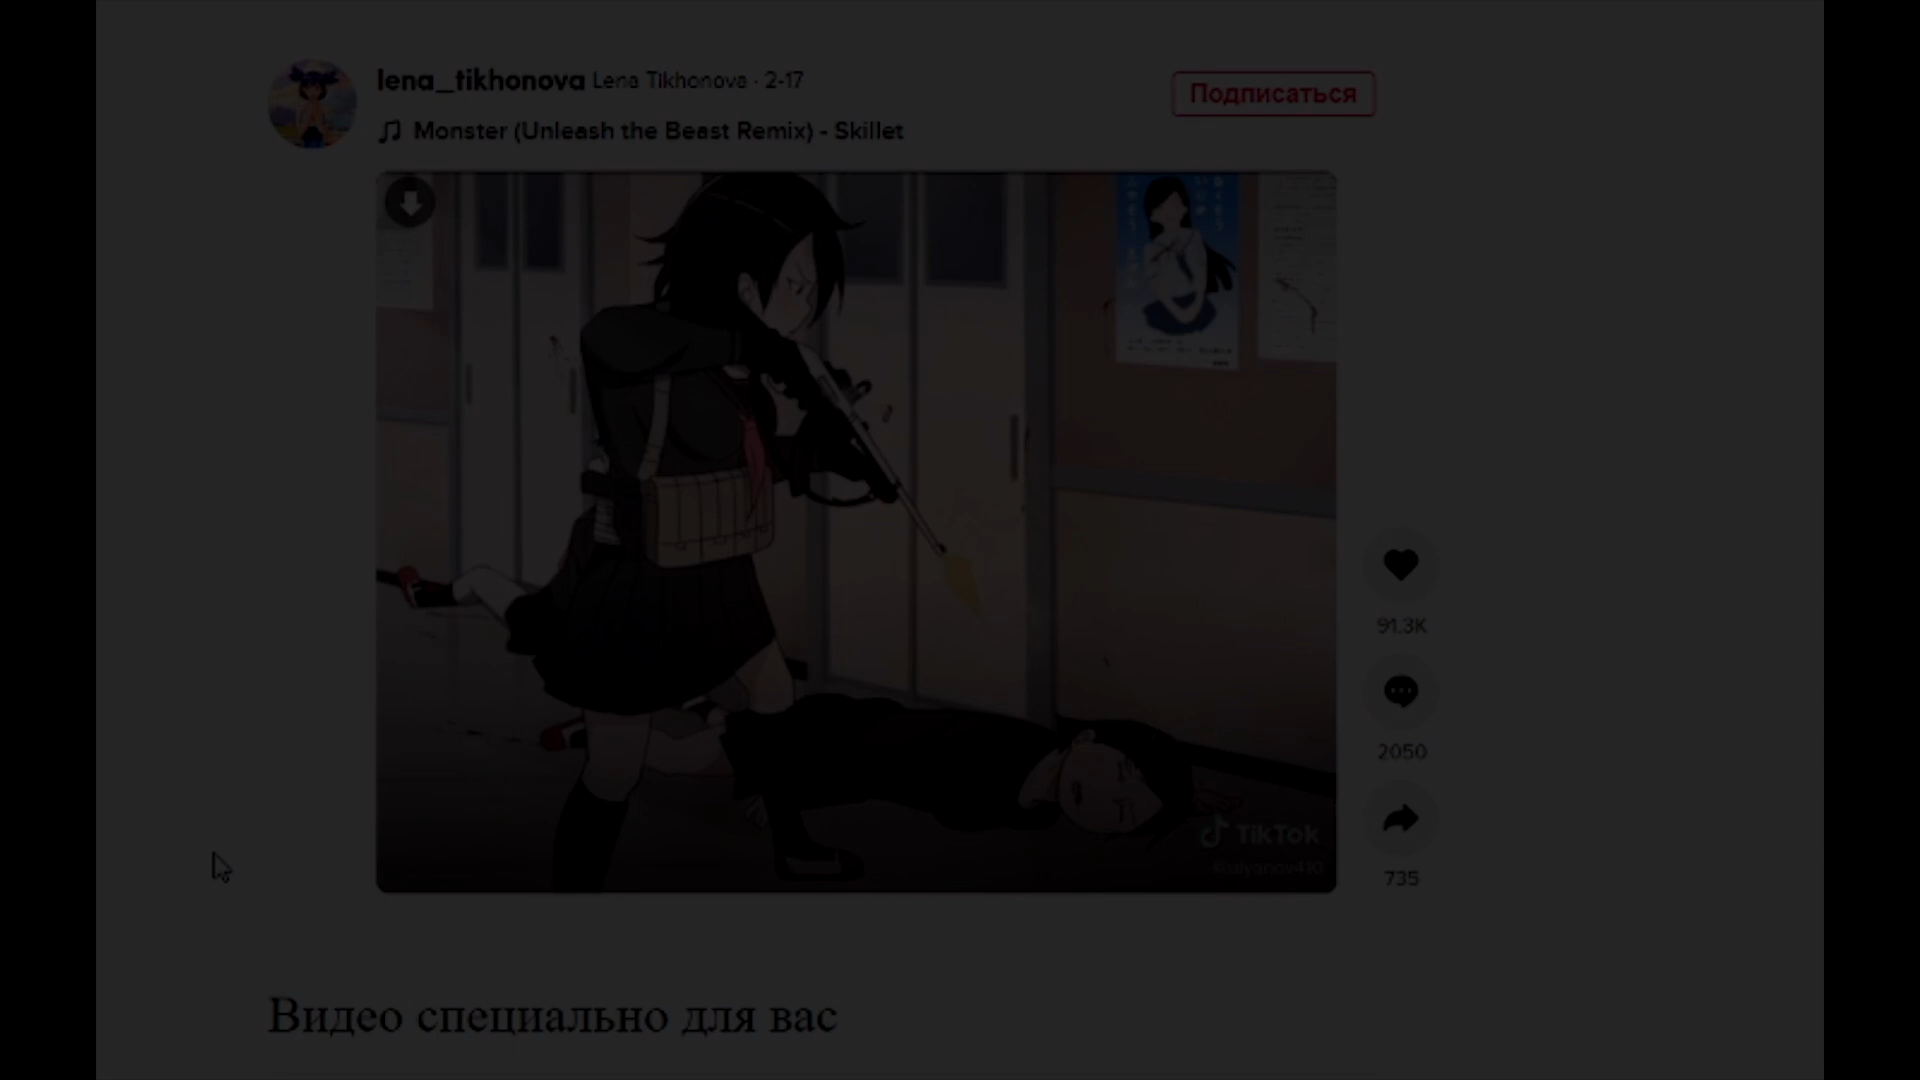 lena_tikhonova Lena Tikhonova · 2-17
Подписаться
Monster (Unleash the Beast Remix) - Skillet
91.3K
2050
TikTok
@ulyanov410
735
Видео специально для вас